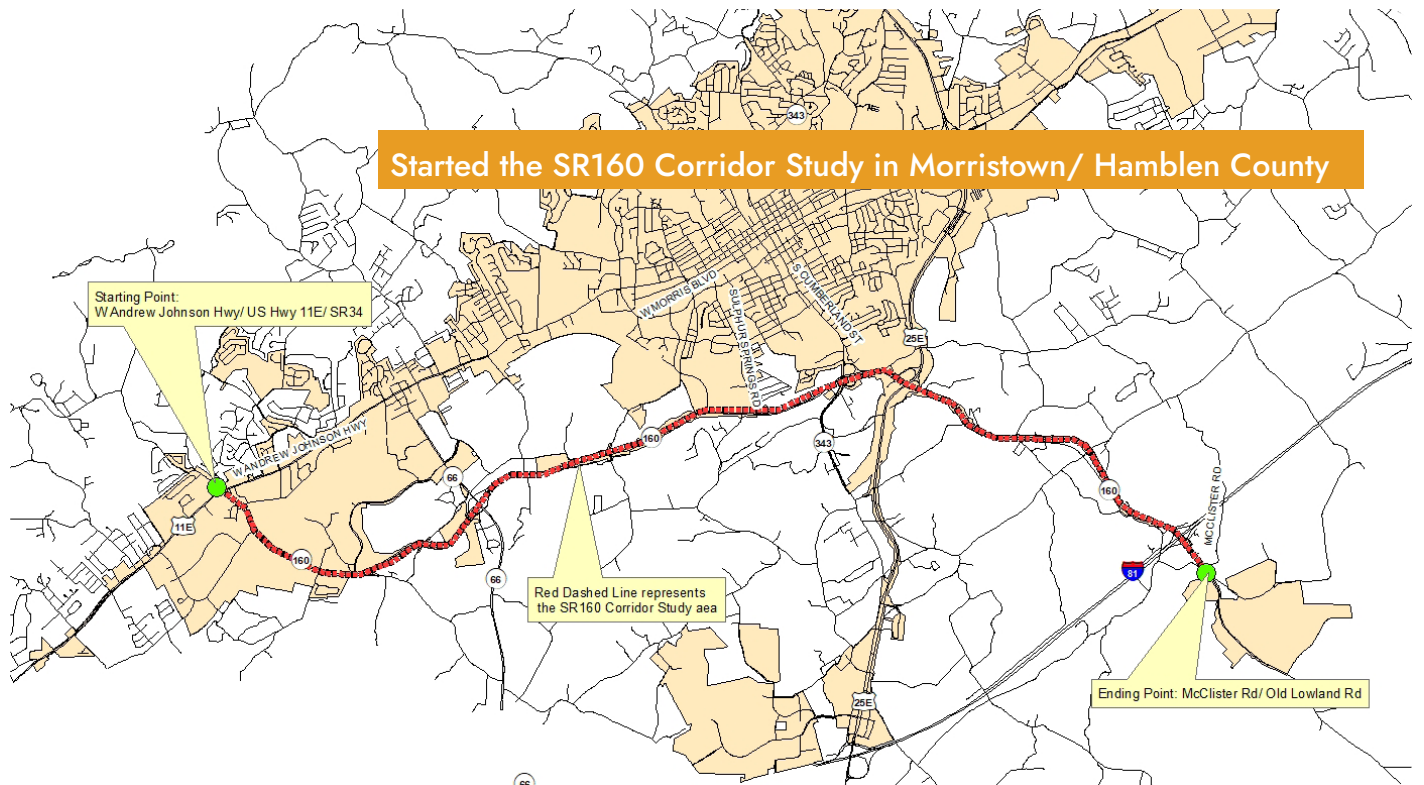 343
Started the SR160 Corridor Study in Morristown/ Hamblen County
Starting Point:
W Andrew Johnson Hwy/ US Hwy 11E/ SR34
W MORRIS BLVD
SULPHUR SPRINGS RD
S CUMBERLAND ST
25E
W ANDREW JOHNSON HWY
160
343
66
160
11E
MCCLISTER RD
160
81
66
Red Dashed Line represents
the SR160 Corridor Study aea
Ending Point: McClister Rd/ Old Lowland Rd
25E
66